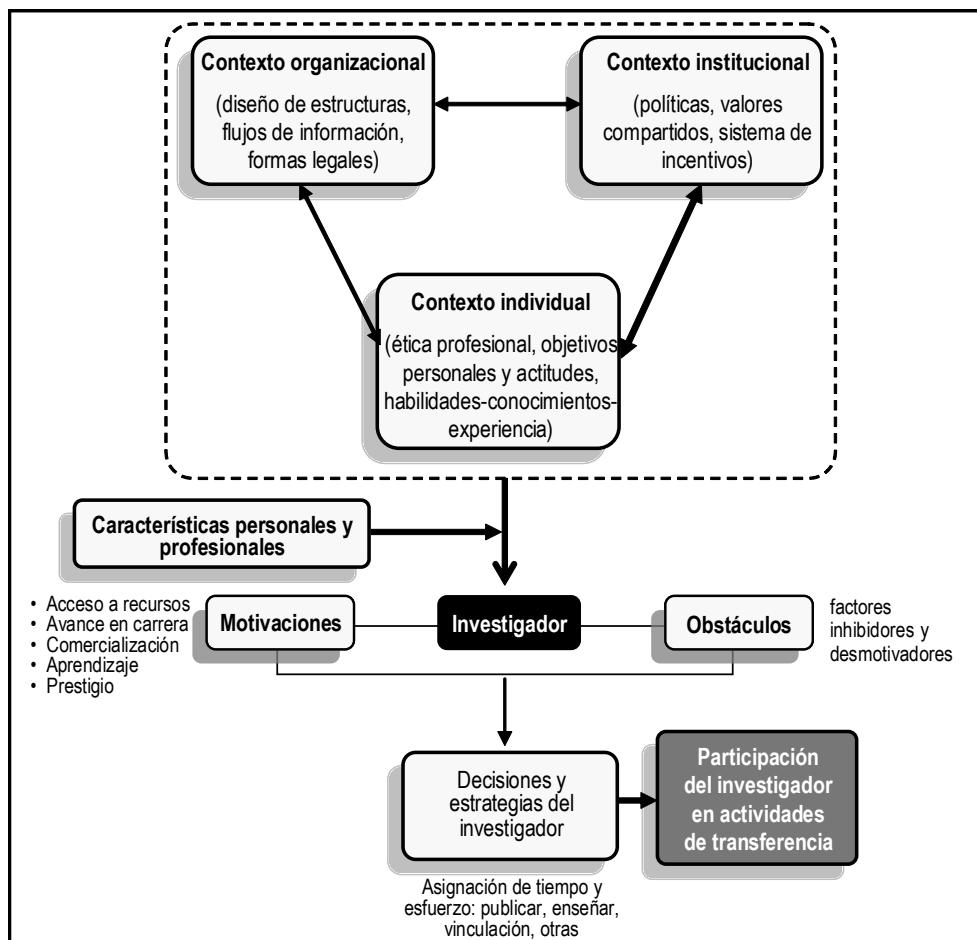 Contexto organizacional
(diseño de estructuras,
flujos de información,
formas legales)
Contexto institucional
(políticas, valores
compartidos, sistema de
incentivos)
Contexto individual
(ética profesional, objetivos
personales y actitudes,
habilidades-conocimientos-
experiencia)
Características personales y
profesionales
• Acceso a recursos
• Avance en carrera
• Comercialización
• Aprendizaje
• Prestigio
Motivaciones
Investigador
Obstáculos
factores
inhibidores y
desmotivadores
Decisiones y
estrategias del
investigador
Participación
del investigador
en actividades
de transferencia
Asignación de tiempo y
esfuerzo: publicar, enseñar,
vinculación, otras